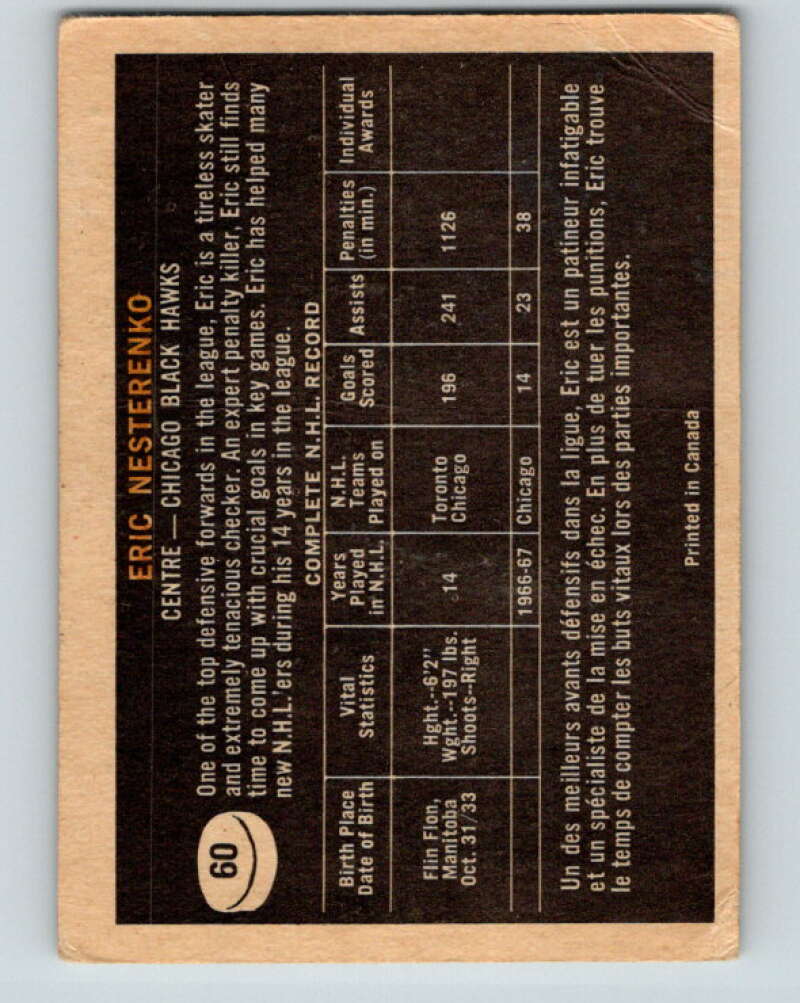 ERIC NESTERENKO
CENTRE — CHICAGO BLACK HAWKS
60
One of the top defensive forwards in the league, Eric is a tireless skater
and extremely tenacious checker. An expert penalty killer, Eric still finds
time to come up with crucial goals in key games. Eric has helped many
new N.H.L.'ers during his 14 years in the league.
COMPLETE N.H.L. RECORD
Birth Place
Date of Birth
Vital
Statistics
Years
Played
in N.H.L.
N.H.L.
Teams
Played on
Goals
Scored
Assists
Penalties
(in min.)
Individual
Awards
Flin Flon,
Manitoba
Oct. 31/33
Hght.--6'2"
Wght.--197 lbs.
Shoots--Right
14
Toronto
Chicago
196
241
1126
1966-67
Chicago
14
23
38
Un des meilleurs avants défensifs dans la ligue, Eric est un patineur infatigable
et un spécialiste de la mise en échec. En plus de tuer les punitions, Eric trouve
le temps de compter les buts vitaux lors des parties importantes.
Printed in Canada